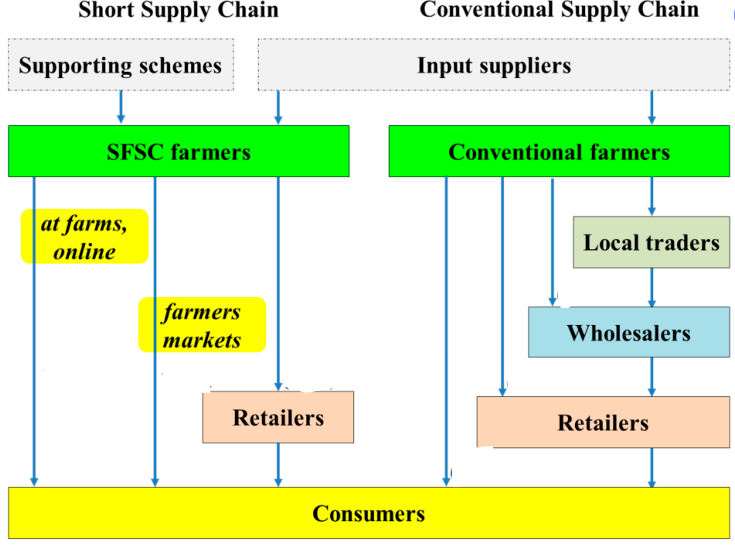 Short Supply Chain
Conventional Supply Chain
Supporting schemes
Input suppliers
SFSC farmers
Conventional farmers
at farms,
online
Local traders
farmers
markets
Wholesalers
Retailers
Retailers
Consumers